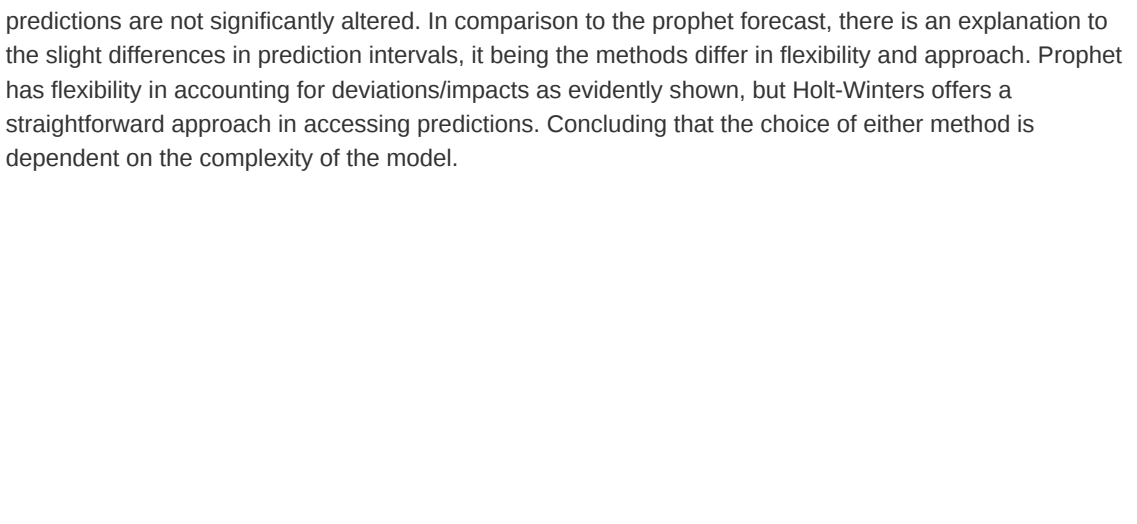 predictions are not significantly altered. In comparison to the prophet forecast, there is an explanation to
the slight differences in prediction intervals, it being the methods differ in flexibility and approach. Prophet
has flexibility in accounting for deviations/impacts as evidently shown, but Holt-Winters offers a
straightforward approach in accessing predictions. Concluding that the choice of either method is
dependent on the complexity of the model.